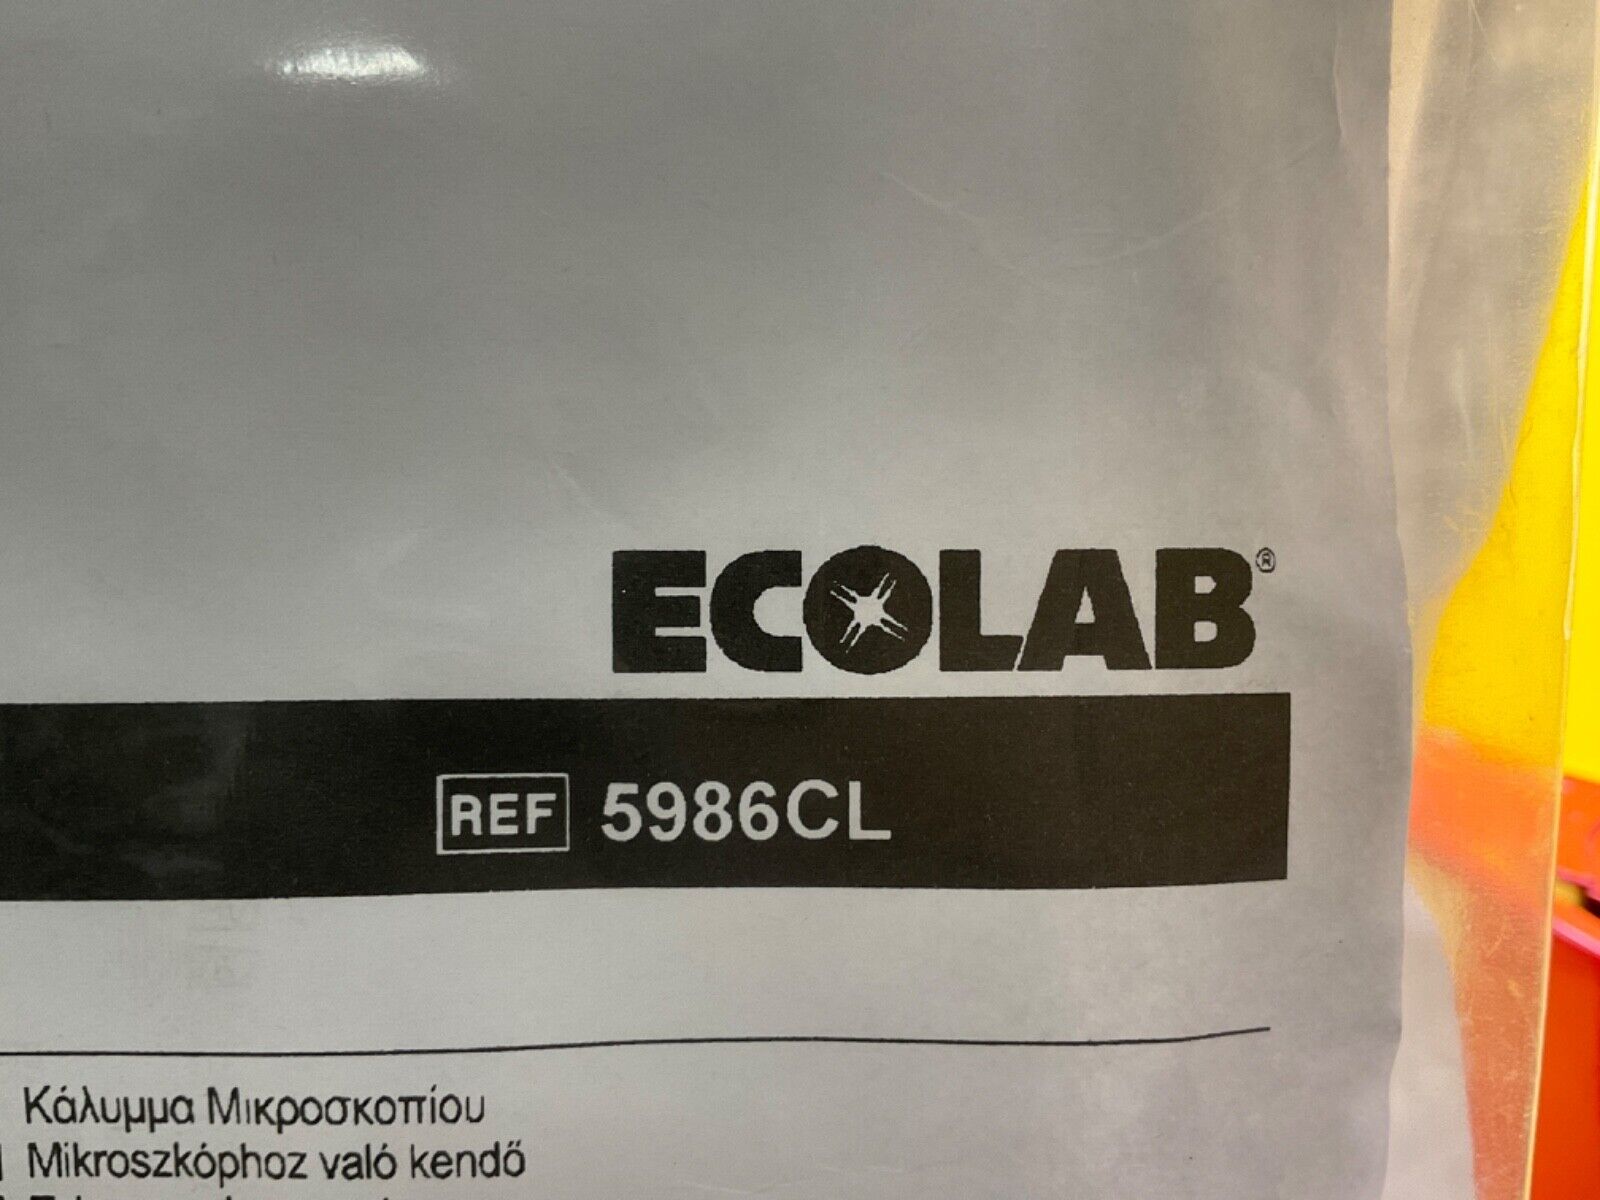 ECOLAB®
REF 5986CL
Κάλυμμα Μικροσκοπίου
Mikroszkóphoz való kendő